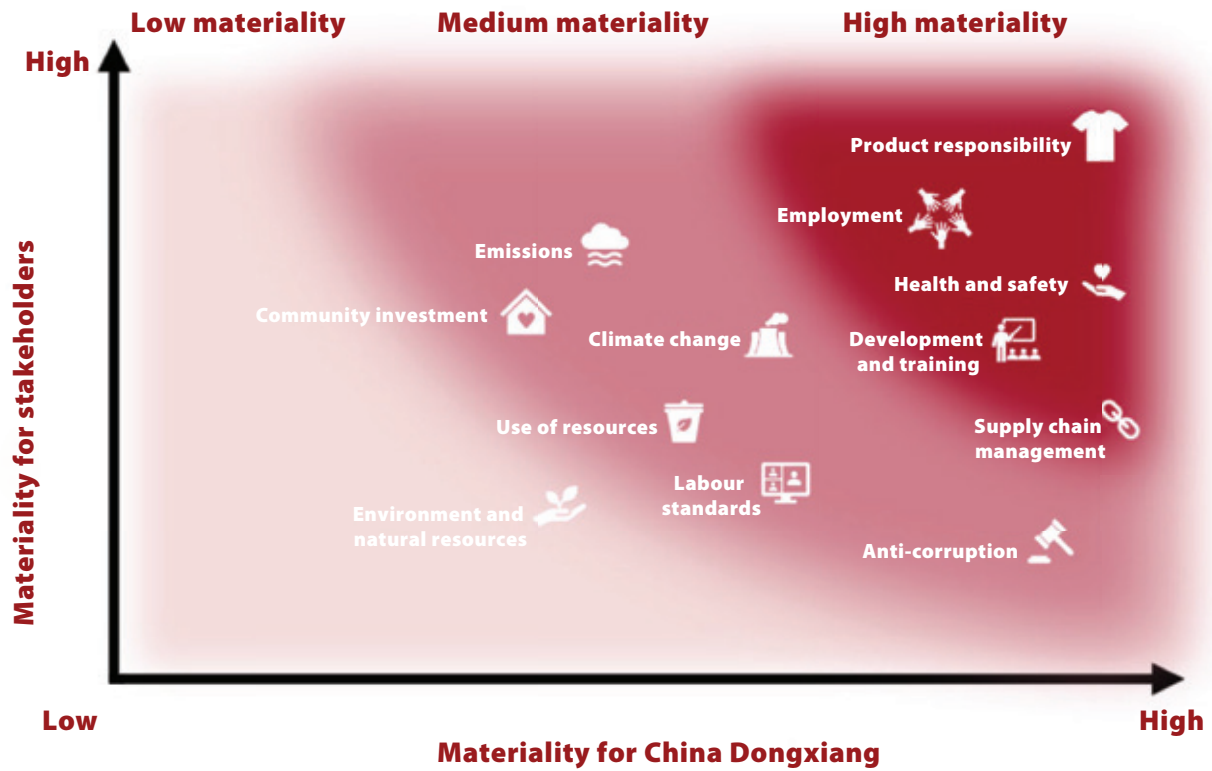 Low materiality
Medium materiality
High materiality
High
Product responsibility
Employment
Emissions
Health and safety
Community investment
Climate change
Development
and training
Use of resources
Supply chain
management
Labour
standards
Environment and
natural resources
Anti-corruption
Materiality for stakeholders
Low
High
Materiality for China Dongxiang